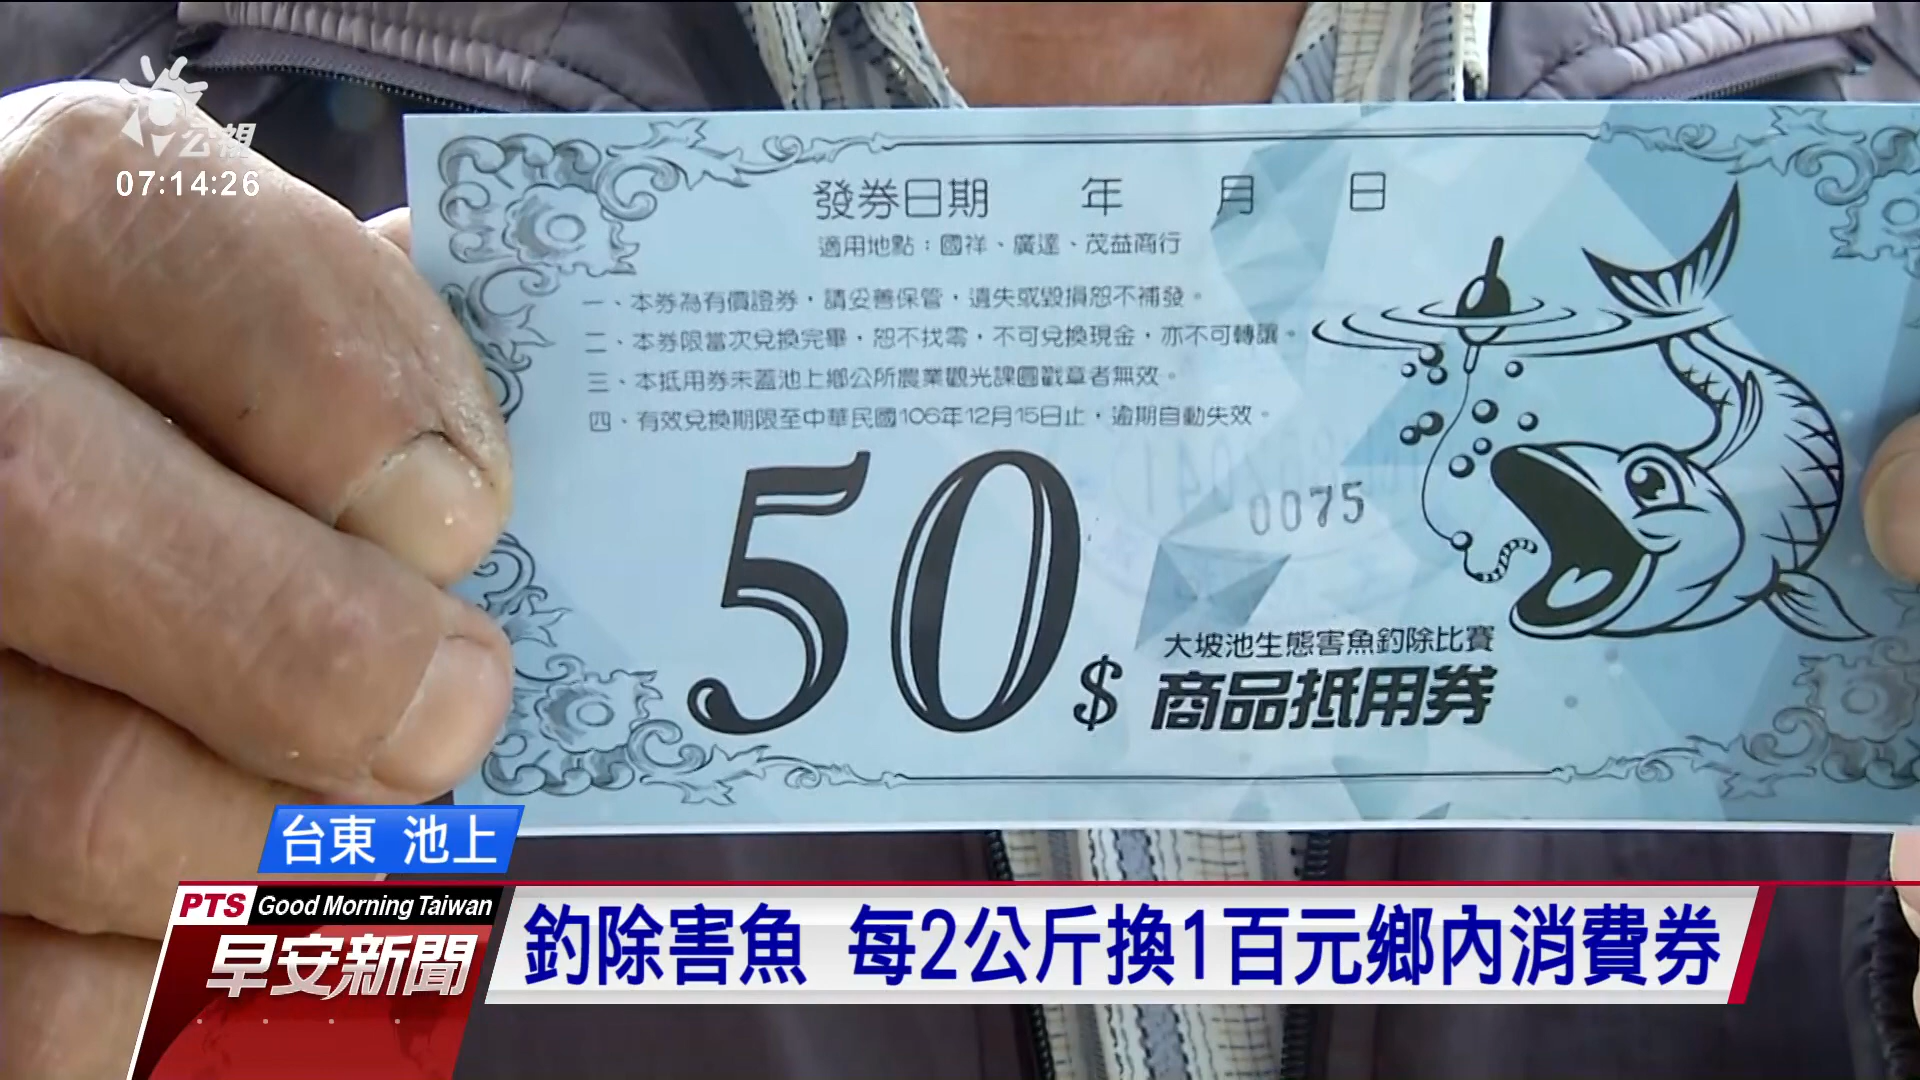 公視
07:14:26
發券日期 年 月 日
適用地點：國祥、廣達、茂益商行
一、本券為有價證券，請妥善保管，遺失或毀損恕不補發。
二、本券限當次兌換完畢，恕不找零，不可兌換現金，亦不可轉讓。
三、本抵用券未蓋池上鄉公所農業觀光課圓戳章者無效。
四、有效兌換期限至中華民國106年12月15日止，逾期自動失效。
0075
50$
大坡池生態害魚釣除比賽
商品抵用券
台東 池上
PTS Good Morning Taiwan
早安新聞
釣除害魚 每2公斤換1百元鄉內消費券